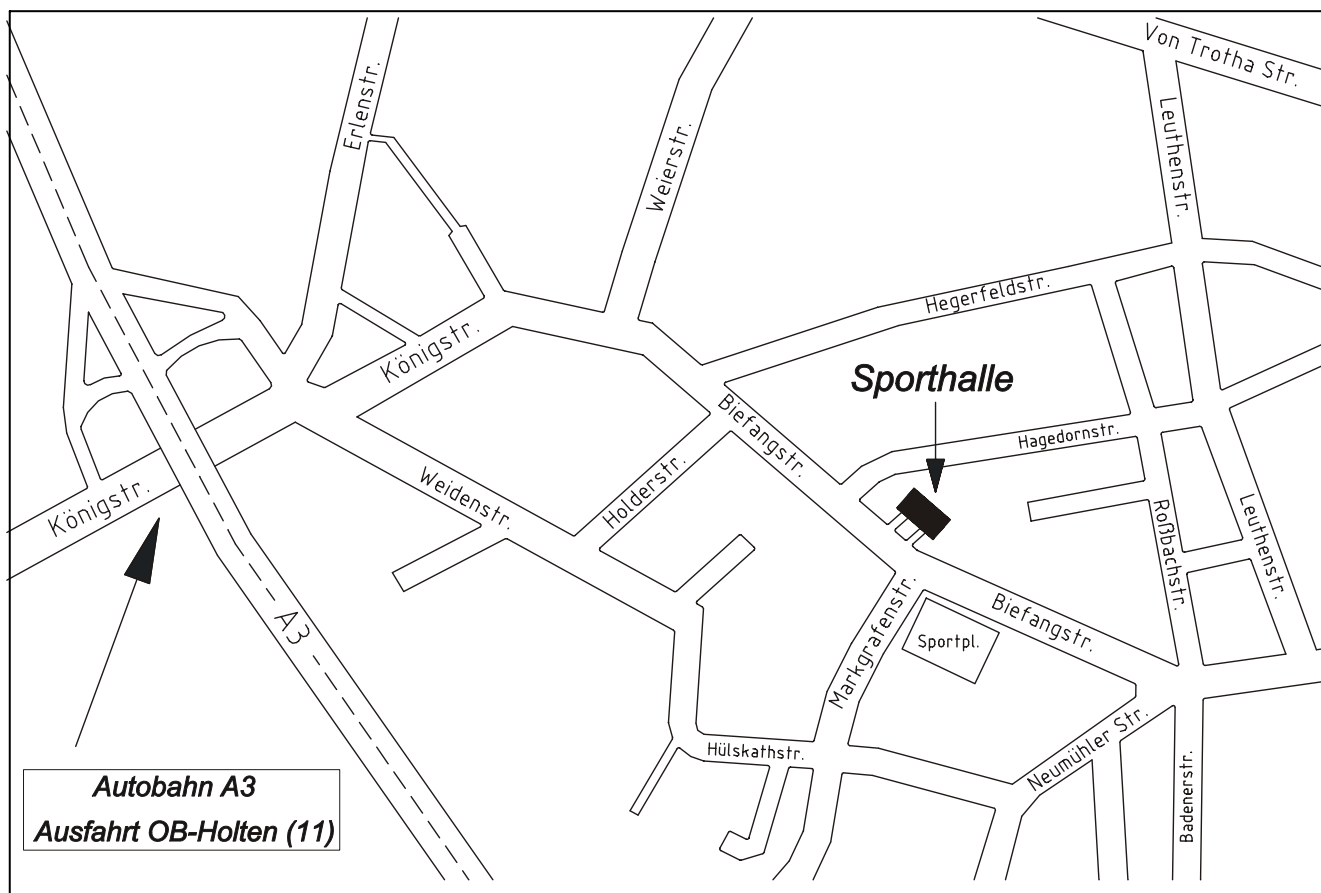 Von Trotha Str.
Erlenstr.
Weierstr.
Leuthenstr.
Hegerfeldstr.
Königstr.
Sporthalle
Biefangstr.
Hagedornstr.
Weidenstr.
Holderstr.
Königstr.
Roßbachstr.
Leuthenstr.
A3
Markgrafenstr.
Biefangstr.
Sportpl.
Hülskathstr.
Neumühler Str.
Badenerstr.
Autobahn A3
Ausfahrt OB-Holten (11)